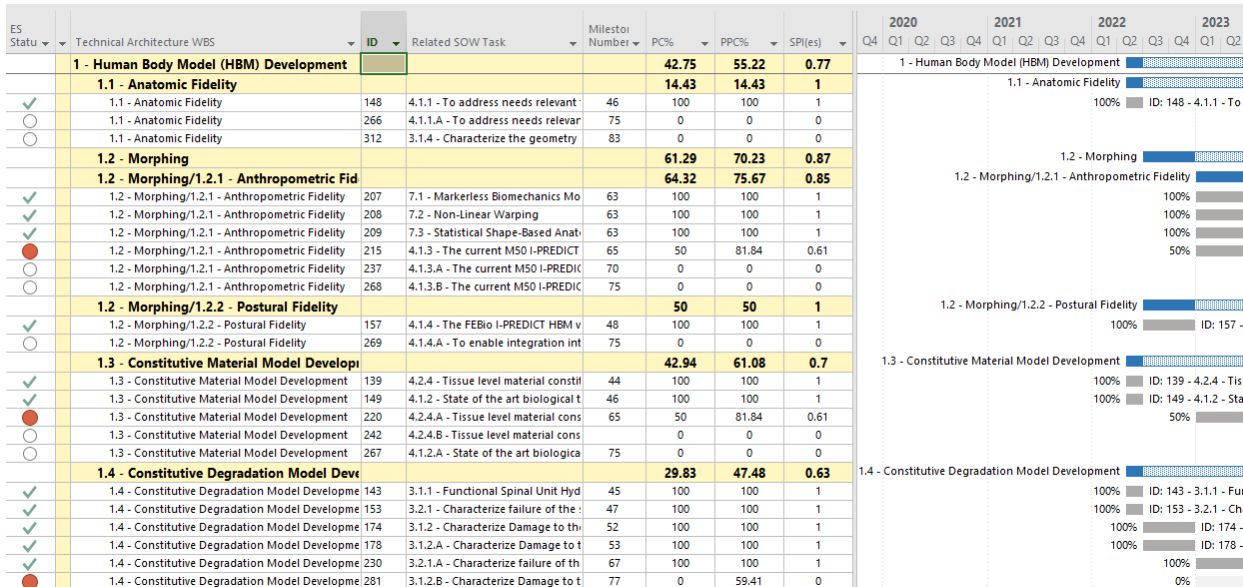 2020 2021 2022 2023
ES Statu Technical Architecture WBS ID Related SOW Task Milestor Number PC% PPC% SPI(es) Q4 Q1 Q2 Q3 Q4 Q1 Q2 Q3 Q4 Q1 Q2 Q3 Q4 Q1 Q2
1 - Human Body Model (HBM) Development 42.75 55.22 0.77 1 - Human Body Model (HBM) Development
1.1 - Anatomic Fidelity 14.43 14.43 1 1.1 - Anatomic Fidelity
1.1 - Anatomic Fidelity 148 4.1.1 - To address needs relevant 46 100 100 1 100% ID: 148 - 4.1.1 - To
1.1 - Anatomic Fidelity 266 4.1.1.A - To address needs relevar 75 0 0 0
1.1 - Anatomic Fidelity 312 3.1.4 - Characterize the geometry 83 0 0 0
1.2 - Morphing 61.29 70.23 0.87 1.2 - Morphing
1.2 - Morphing/1.2.1 - Anthropometric Fid 64.32 75.67 0.85 1.2 - Morphing/1.2.1 - Anthropometric Fidelity
1.2 - Morphing/1.2.1 - Anthropometric Fidelity 207 7.1 - Markerless Biomechanics Mo 63 100 100 1 100%
1.2 - Morphing/1.2.1 - Anthropometric Fidelity 208 7.2 - Non-Linear Warping 63 100 100 1 100%
1.2 - Morphing/1.2.1 - Anthropometric Fidelity 209 7.3 - Statistical Shape-Based Anat 63 100 100 1 100%
1.2 - Morphing/1.2.1 - Anthropometric Fidelity 215 4.1.3 - The current M50 I-PREDICT 65 50 81.84 0.61 50%
1.2 - Morphing/1.2.1 - Anthropometric Fidelity 237 4.1.3.A - The current M50 I-PREDIC 70 0 0 0
1.2 - Morphing/1.2.1 - Anthropometric Fidelity 268 4.1.3.B - The current M50 I-PREDIC 75 0 0 0
1.2 - Morphing/1.2.2 - Postural Fidelity 50 50 1 1.2 - Morphing/1.2.2 - Postural Fidelity
1.2 - Morphing/1.2.2 - Postural Fidelity 157 4.1.4 - The FEBio I-PREDICT HBM v 48 100 100 1 100% ID: 157 -
1.2 - Morphing/1.2.2 - Postural Fidelity 269 4.1.4.A - To enable integration int 75 0 0 0
1.3 - Constitutive Material Model Develop 42.94 61.08 0.7 1.3 - Constitutive Material Model Development
1.3 - Constitutive Material Model Development 139 4.2.4 - Tissue level material constit 44 100 100 1 100% ID: 139 - 4.2.4 - Tis
1.3 - Constitutive Material Model Development 149 4.1.2 - State of the art biological t 46 100 100 1 100% ID: 149 - 4.1.2 - Sta
1.3 - Constitutive Material Model Development 220 4.2.4.A - Tissue level material cons 65 50 81.84 0.61 50%
1.3 - Constitutive Material Model Development 242 4.2.4.B - Tissue level material cons 0 0 0
1.3 - Constitutive Material Model Development 267 4.1.2.A - State of the art biologica 75 0 0 0
1.4 - Constitutive Degradation Model Deve 29.83 47.48 0.63 1.4 - Constitutive Degradation Model Development
1.4 - Constitutive Degradation Model Developme 143 3.1.1 - Functional Spinal Unit Hyd 45 100 100 1 100% ID: 143 - 3.1.1 - Fur
1.4 - Constitutive Degradation Model Developme 153 3.2.1 - Characterize failure of the 47 100 100 1 100% ID: 153 - 3.2.1 - Ch
1.4 - Constitutive Degradation Model Developme 174 3.1.2 - Characterize Damage to th 52 100 100 1 100% ID: 174 -
1.4 - Constitutive Degradation Model Developme 178 3.1.2.A - Characterize Damage to t 53 100 100 1 100% ID: 178 -
1.4 - Constitutive Degradation Model Developme 230 3.2.1.A - Characterize failure of th 67 100 100 1 100%
1.4 - Constitutive Degradation Model Developme 281 3.1.2.B - Characterize Damage to t 77 0 59.41 0 0%